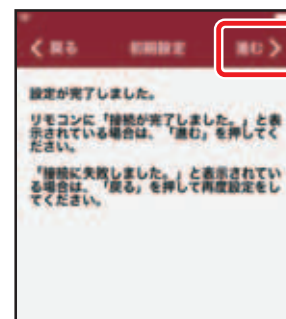 戻る 初期設定 進む
設定が完了しました。
リモコンに「接続が完了しました。」と表
示されている場合は、「進む」を押してく
ださい。
「接続に失敗しました。」と表示されてい
る場合は、「戻る」を押して再度設定をし
てください。